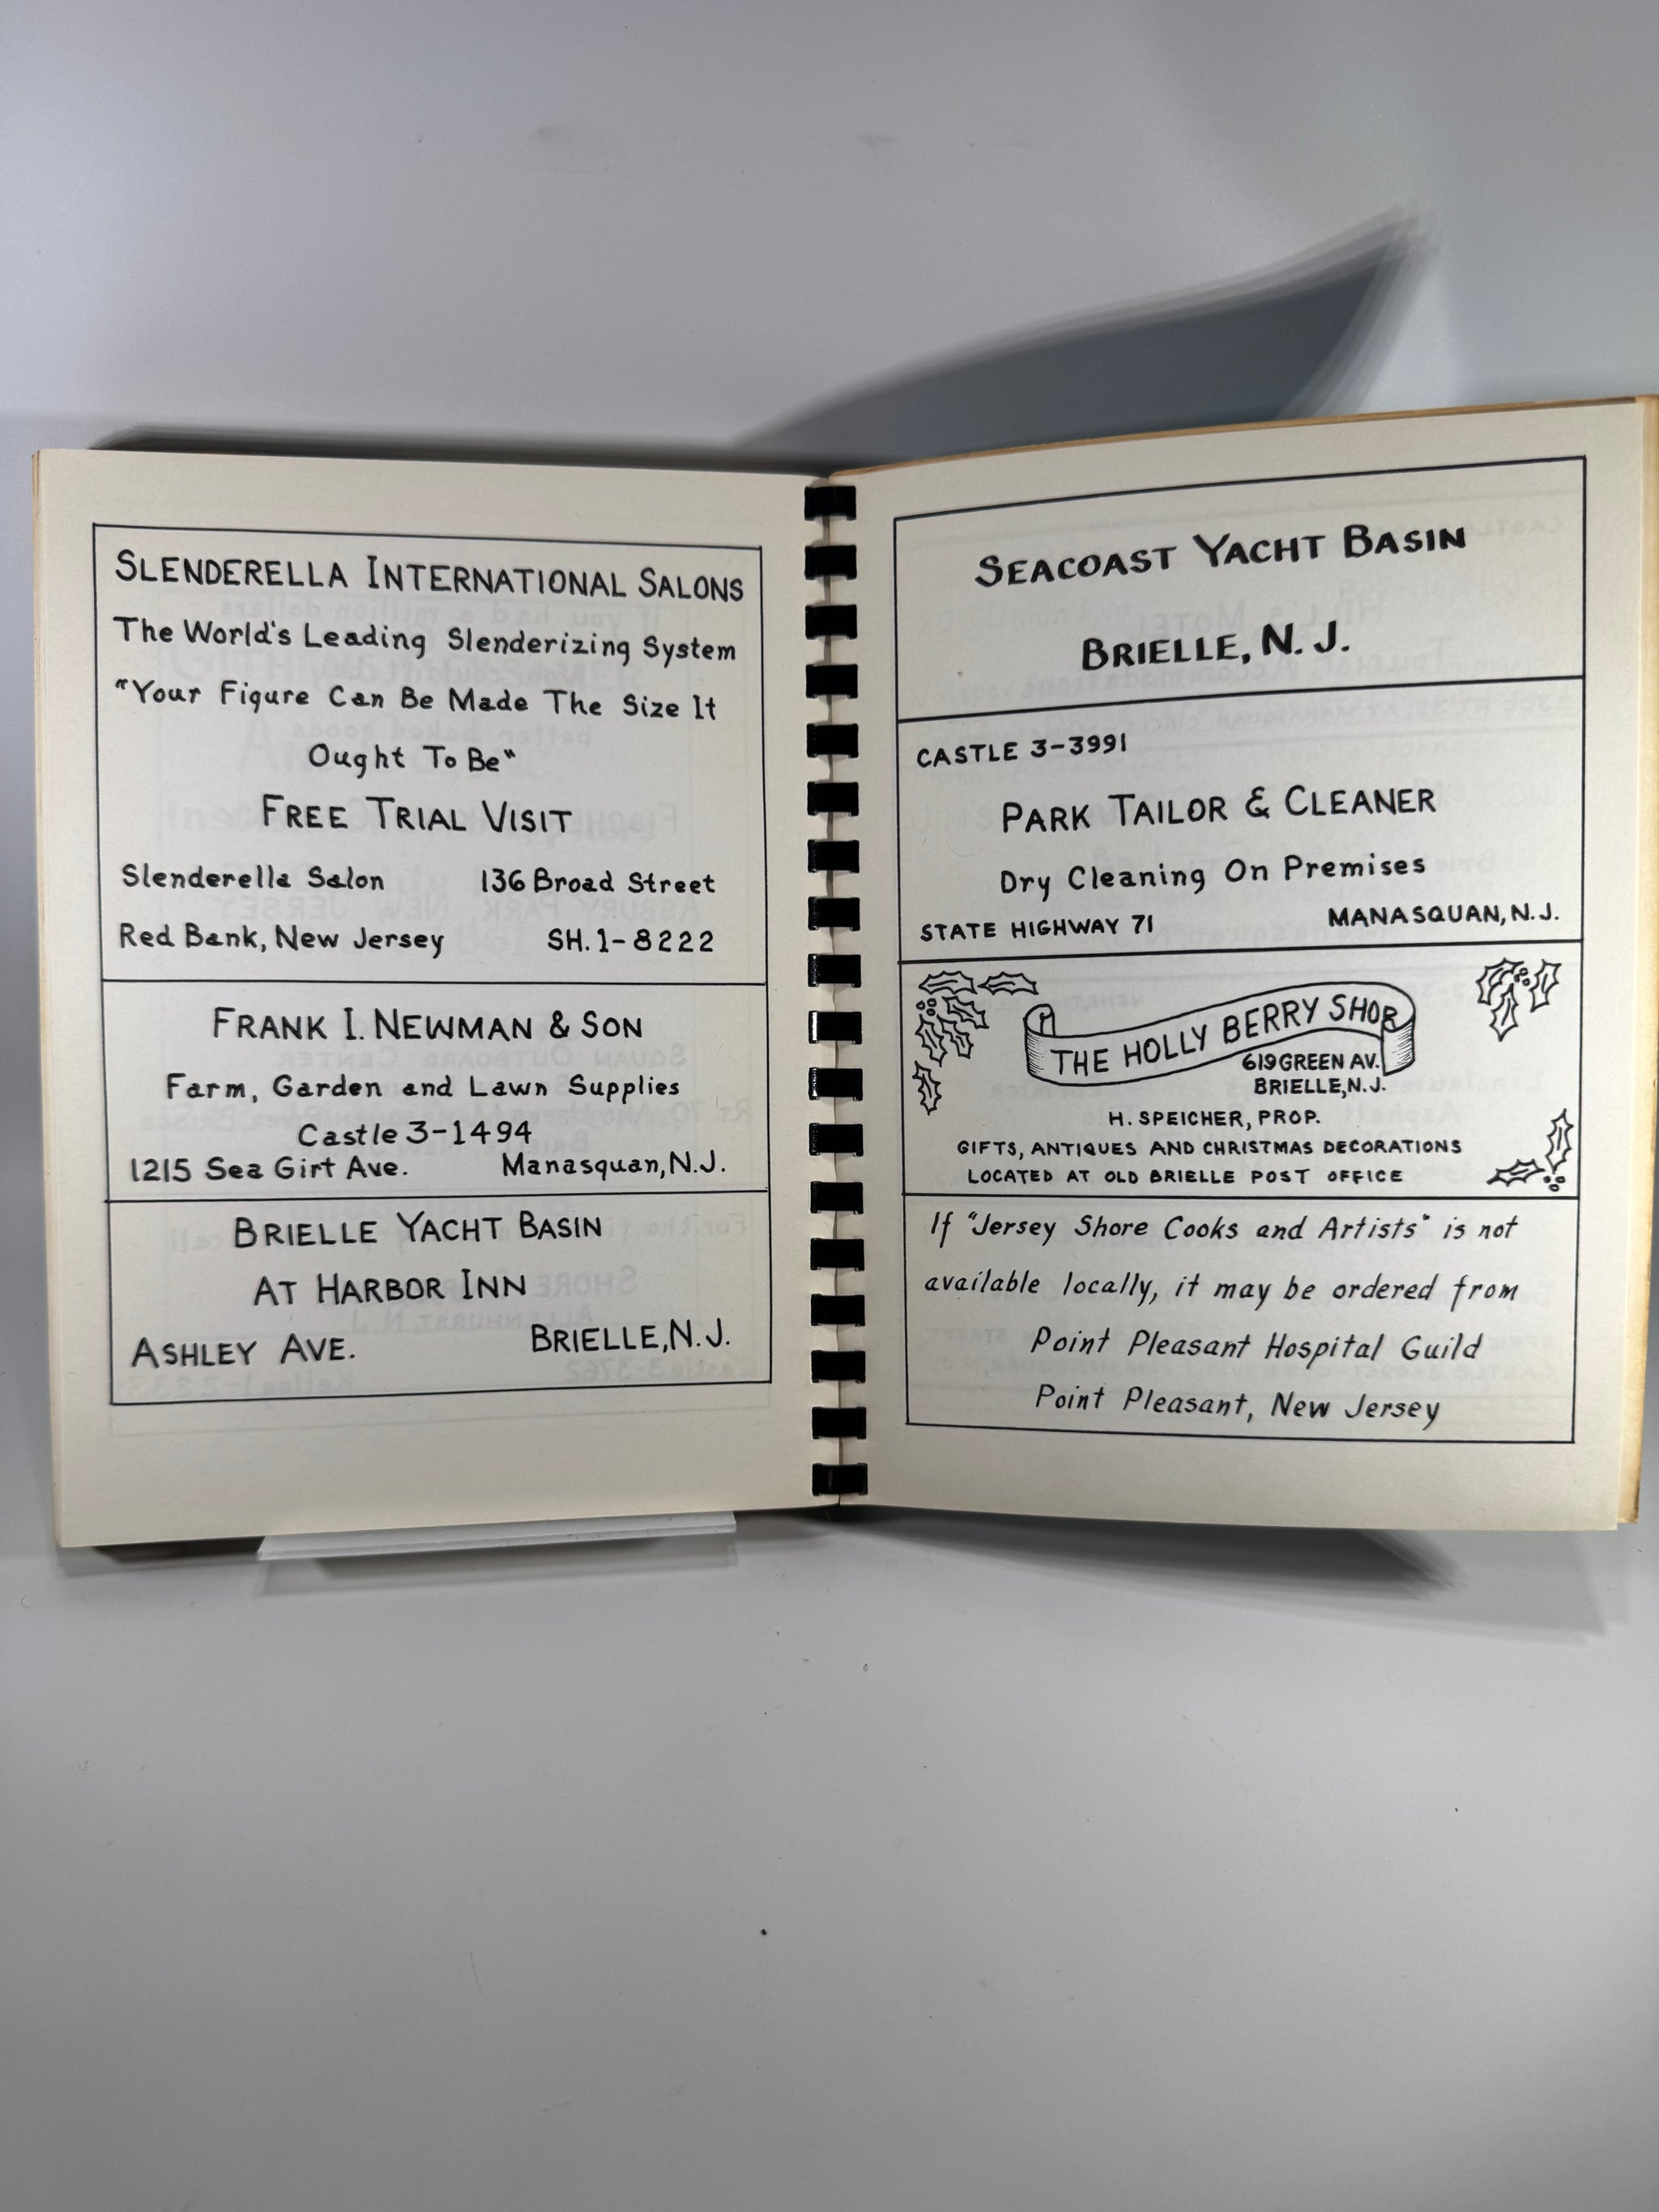 SLENDERELLA INTERNATIONAL SALONS
The World's Leading Slenderizing System
"Your Figure Can Be Made The Size It
Ought To Be"
FREE TRIAL VISIT
Slenderella Salon 136 Broad Street
Red Bank, New Jersey SH. 1-8222
FRANK I. NEWMAN & SON
Farm, Garden and Lawn Supplies
Castle 3-1494
1215 Sea Girt Ave. Manasquan, N.J.
BRIELLE YACHT BASIN
AT HARBOR INN
ASHLEY AVE. BRIELLE, N.J.
SEACOAST YACHT BASIN
BRIELLE, N. J.
CASTLE 3-3991
PARK TAILOR & CLEANER
Dry Cleaning On Premises
STATE HIGHWAY 71 MANASQUAN, N.J.
THE HOLLY BERRY SHOP
619 GREEN AV.
BRIELLE, N.J.
H. SPEICHER, PROP.
GIFTS, ANTIQUES AND CHRISTMAS DECORATIONS
LOCATED AT OLD BRIELLE POST OFFICE
If "Jersey Shore Cooks and Artists" is not
available locally, it may be ordered from
Point Pleasant Hospital Guild
Point Pleasant, New Jersey